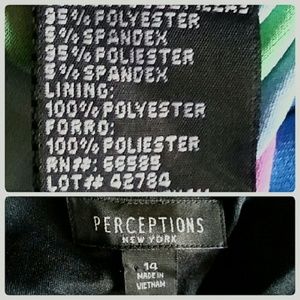 95% POLYESTER
5% SPANDEX
95% POLIESTER
5% SPANDEX
LINING:
100% POLYESTER
FORRO:
100% POLIESTER
RN##: 66585
LOT## 42784
PERCEPTIONS
NEW YORK
14
MADE IN
VIETNAM